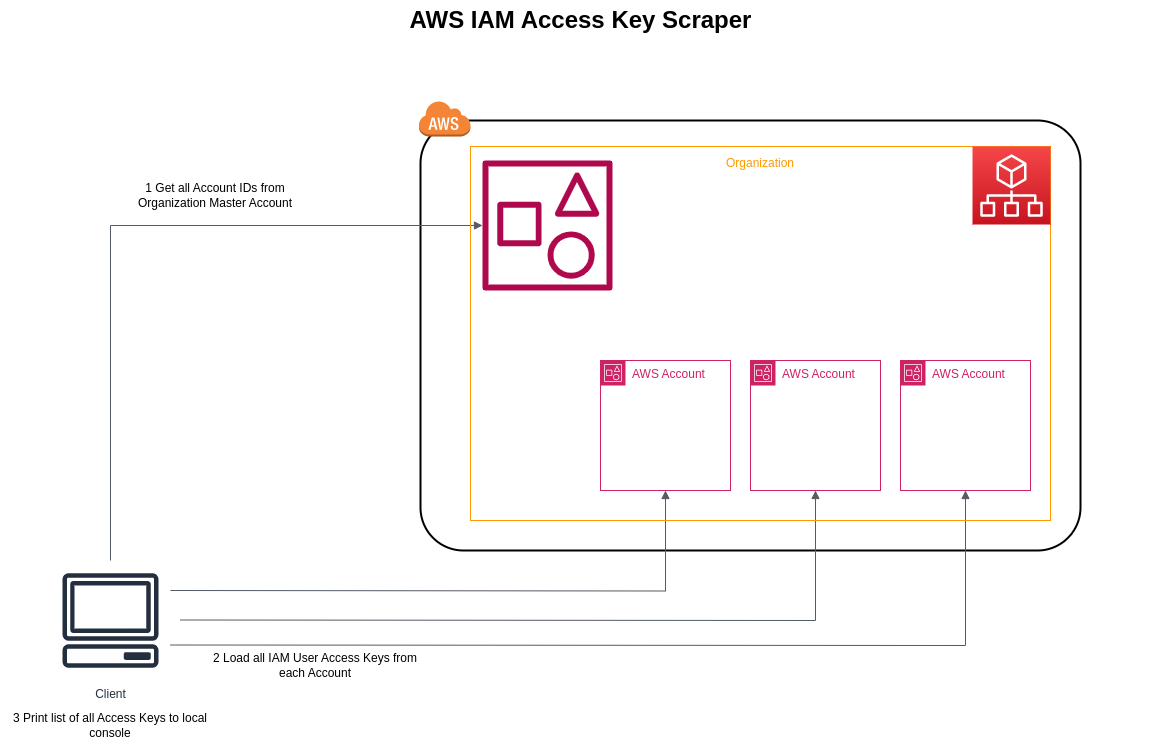 AWS IAM Access Key Scraper
AWS
Organization
1 Get all Account IDs from
Organization Master Account
AWS Account
AWS Account
AWS Account
2 Load all IAM User Access Keys from
each Account
Client
3 Print list of all Access Keys to local
console